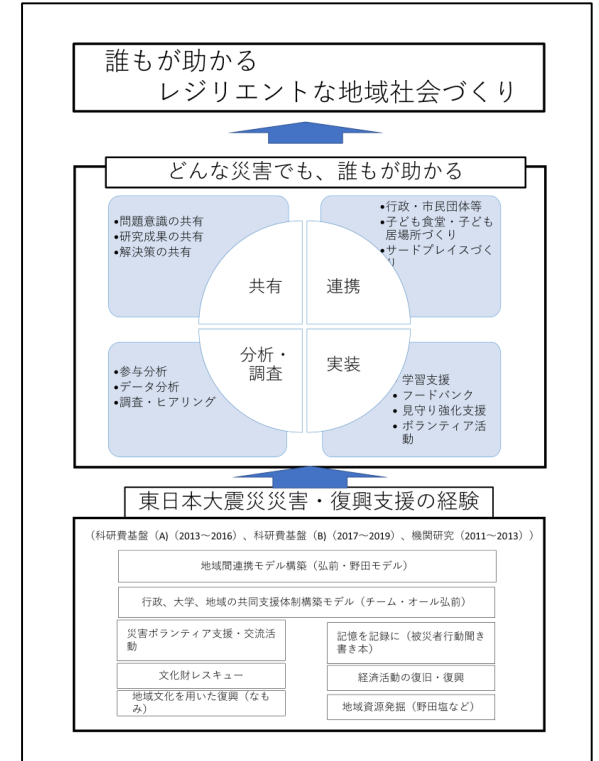 誰もが助かる
レジリエントな地域社会づくり
どんな災害でも、誰もが助かる
•問題意識の共有
•研究成果の共有
•解決策の共有
•行政・市民団体等
•子ども食堂・子ども
居場所づくり
•サードプレイスづく
り
共有
連携
分析・
調査
実装
•参与分析
•データ分析
•調査・ヒアリング
学習支援
• フードバンク
• 見守り強化支援
• ボランティア活
動
東日本大震災災害・復興支援の経験
（科研費基盤（A)（2013～2016）、科研費基盤（B)（2017～2019）、機関研究（2011～2013））
地域間連携モデル構築（弘前・野田モデル）
行政、大学、地域の共同支援体制構築モデル（チーム・オール弘前）
災害ボランティア支援・交流活
動
記憶を記録に（被災者行動聞き
書き本）
文化財レスキュー
経済活動の復旧・復興
地域文化を用いた復興（なも
み）
地域資源発掘（野田塩など）